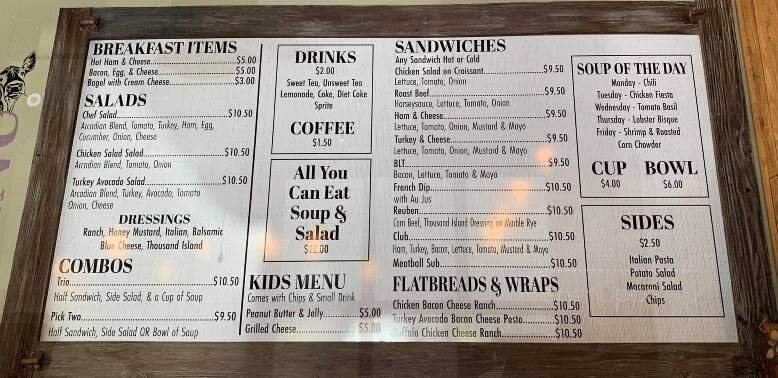 BREAKFAST ITEMS
Hot Ham & Cheese $5.00
Bacon, Egg, & Cheese $5.00
Bagel with Cream Cheese $3.00
SALADS
Chef Salad $10.50
Arcadian Blend, Tomato, Turkey, Ham, Egg,
Cucumber, Onion, Cheese
Chicken Salad Salad $10.50
Arcadian Blend, Tomato, Onion
Turkey Avocado Salad $10.50
Arcadian Blend, Turkey, Avocado, Tomato
Onion, Cheese
DRESSINGS
Ranch, Honey Mustard, Italian, Balsamic
Blue Cheese, Thousand Island
COMBOS
Trio $10.50
Half Sandwich, Side Salad, & a Cup of Soup
Pick Two $9.50
Half Sandwich, Side Salad OR Bowl of Soup
DRINKS
$2.00
Sweet Tea, Unsweet Tea
Lemonade, Coke, Diet Coke
Sprite
COFFEE
$1.50
All You
Can Eat
Soup &
Salad
$12.00
KIDS MENU
Comes with Chips & Small Drink
Peanut Butter & Jelly $5.00
Grilled Cheese $5.00
SANDWICHES
Any Sandwich Hot or Cold
Chicken Salad on Croissant $9.50
Lettuce, Tomato, Onion
Roast Beef $9.50
Horseysauce, Lettuce, Tomato, Onion
Ham & Cheese $9.50
Lettuce, Tomato, Onion, Mustard & Mayo
Turkey & Cheese $9.50
Lettuce, Tomato, Onion, Mustard & Mayo
BLT $9.50
Bacon, Lettuce, Tomato & Mayo
French Dip $10.50
with Au Jus
Reuben $10.50
Corn Beef, Thousand Island Dressing on Marble Rye
Club $10.50
Ham, Turkey, Bacon, Lettuce, Tomato, Mustard & Mayo
Meatball Sub $10.50
FLATBREADS & WRAPS
Chicken Bacon Cheese Ranch $10.50
Turkey Avocado Bacon Cheese Pesto $10.50
Buffalo Chicken Cheese Ranch $10.50
SOUP OF THE DAY
Monday - Chili
Tuesday - Chicken Fiesta
Wednesday - Tomato Basil
Thursday - Lobster Bisque
Friday - Shrimp & Roasted
Corn Chowder
CUP BOWL
$4.00 $6.00
SIDES
$2.50
Italian Pasta
Potato Salad
Macaroni Salad
Chips